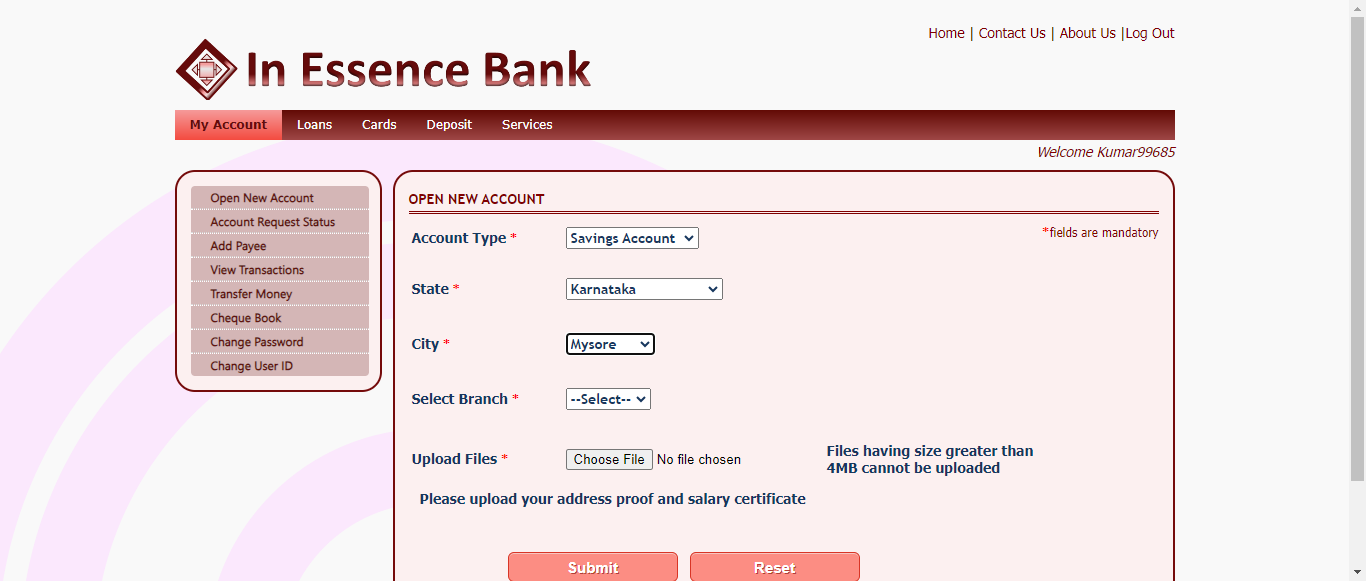 Home | Contact Us | About Us |Log Out
In Essence Bank
My Account Loans Cards Deposit Services
Welcome Kumar99685
Open New Account
Account Request Status
Add Payee
View Transactions
Transfer Money
Cheque Book
Change Password
Change User ID
OPEN NEW ACCOUNT
*fields are mandatory
Account Type * Savings Account
State * Karnataka
City * Mysore
Select Branch * --Select--
Upload Files * Choose File No file chosen
Files having size greater than
4MB cannot be uploaded
Please upload your address proof and salary certificate
Submit Reset